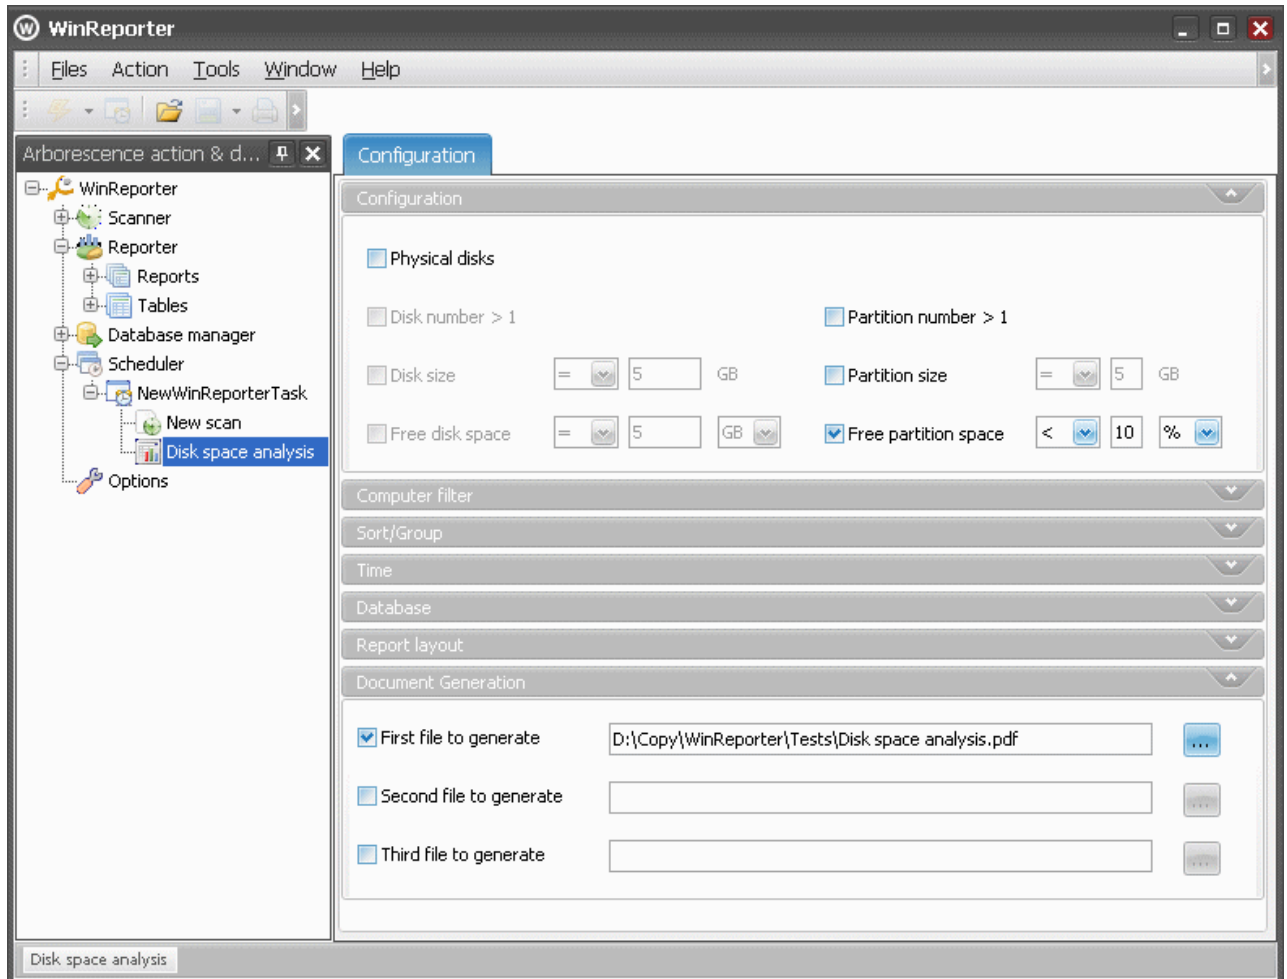 WinReporter
Files Action Tools Window Help
Arborescence action & d...
WinReporter
Scanner
Reporter
Reports
Tables
Database manager
Scheduler
NewWinReporterTask
New scan
Disk space analysis
Options
Configuration
Configuration
Physical disks
Disk number > 1 Partition number > 1
Disk size = 5 GB Partition size = 5 GB
Free disk space = 5 GB Free partition space < 10 %
Computer filter
Sort/Group
Time
Database
Report layout
Document Generation
First file to generate D:\Copy\WinReporter\Tests\Disk space analysis.pdf ...
Second file to generate ...
Third file to generate ...
Disk space analysis